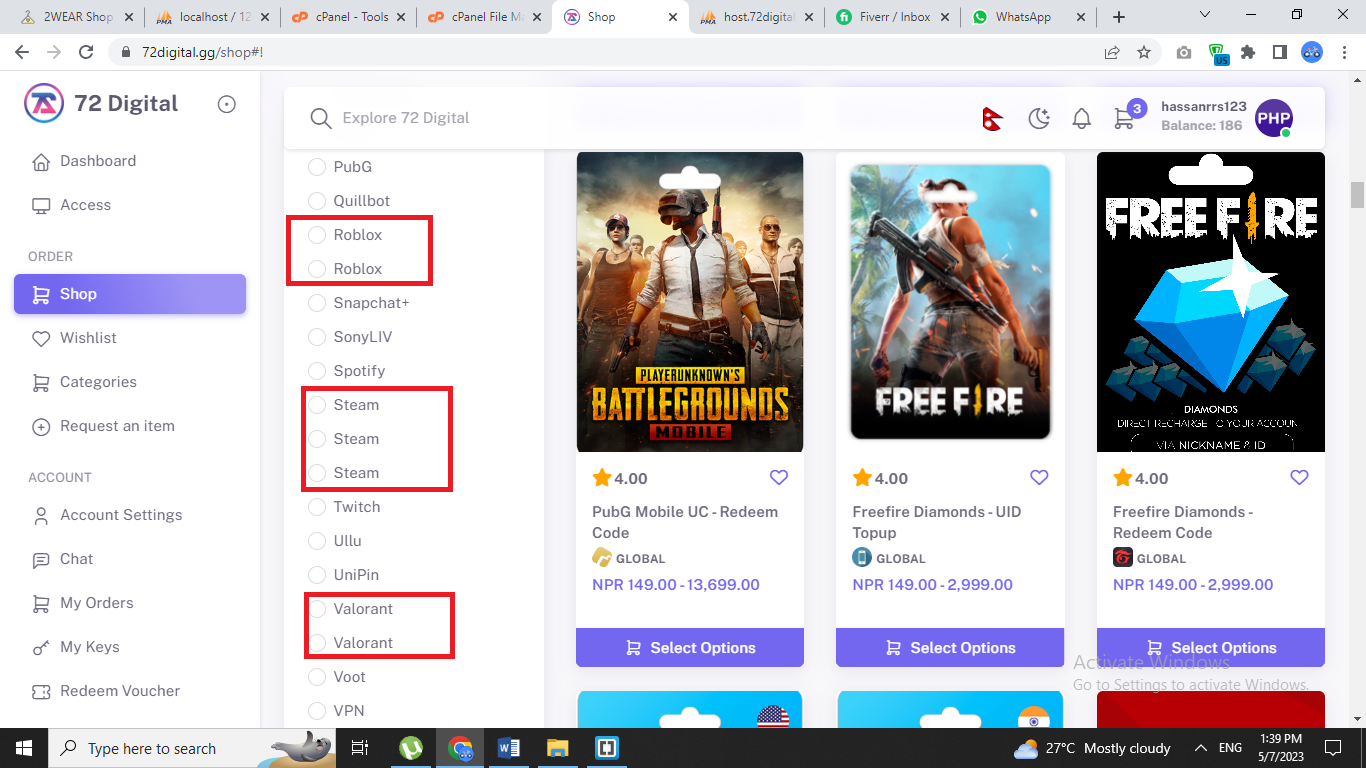 2WEAR Shop
localhost / 12
cPanel - Tools
cPanel File Ma
Shop
host.72digital
Fiverr / Inbox
WhatsApp
72digital.gg/shop#!
US
72 Digital
Explore 72 Digital
3
hassanrrs123
Balance: 186
PHP
Dashboard
Access
ORDER
Shop
Wishlist
Categories
Request an item
ACCOUNT
Account Settings
Chat
My Orders
My Keys
Redeem Voucher
PubG
Quillbot
Roblox
Roblox
Snapchat+
SonyLIV
Spotify
Steam
Steam
Steam
Twitch
Ullu
UniPin
Valorant
Valorant
Voot
VPN
PLAYERUNKNOWN'S
BATTLEGROUNDS
MOBILE
4.00
PubG Mobile UC - Redeem
Code
GLOBAL
NPR 149.00 - 13,699.00
Select Options
FREE FIRE
4.00
Freefire Diamonds - UID
Topup
GLOBAL
NPR 149.00 - 2,999.00
Select Options
FREE FIRE
DIAMONDS
DIRECT RECHARGE TO YOUR ACCOUN
VIA NICKNAME & ID
4.00
Freefire Diamonds -
Redeem Code
GLOBAL
NPR 149.00 - 2,999.00
Select Options
Activate Windows
Go to Settings to activate Windows.
Type here to search
27°C Mostly cloudy
ENG
1:39 PM
5/7/2023